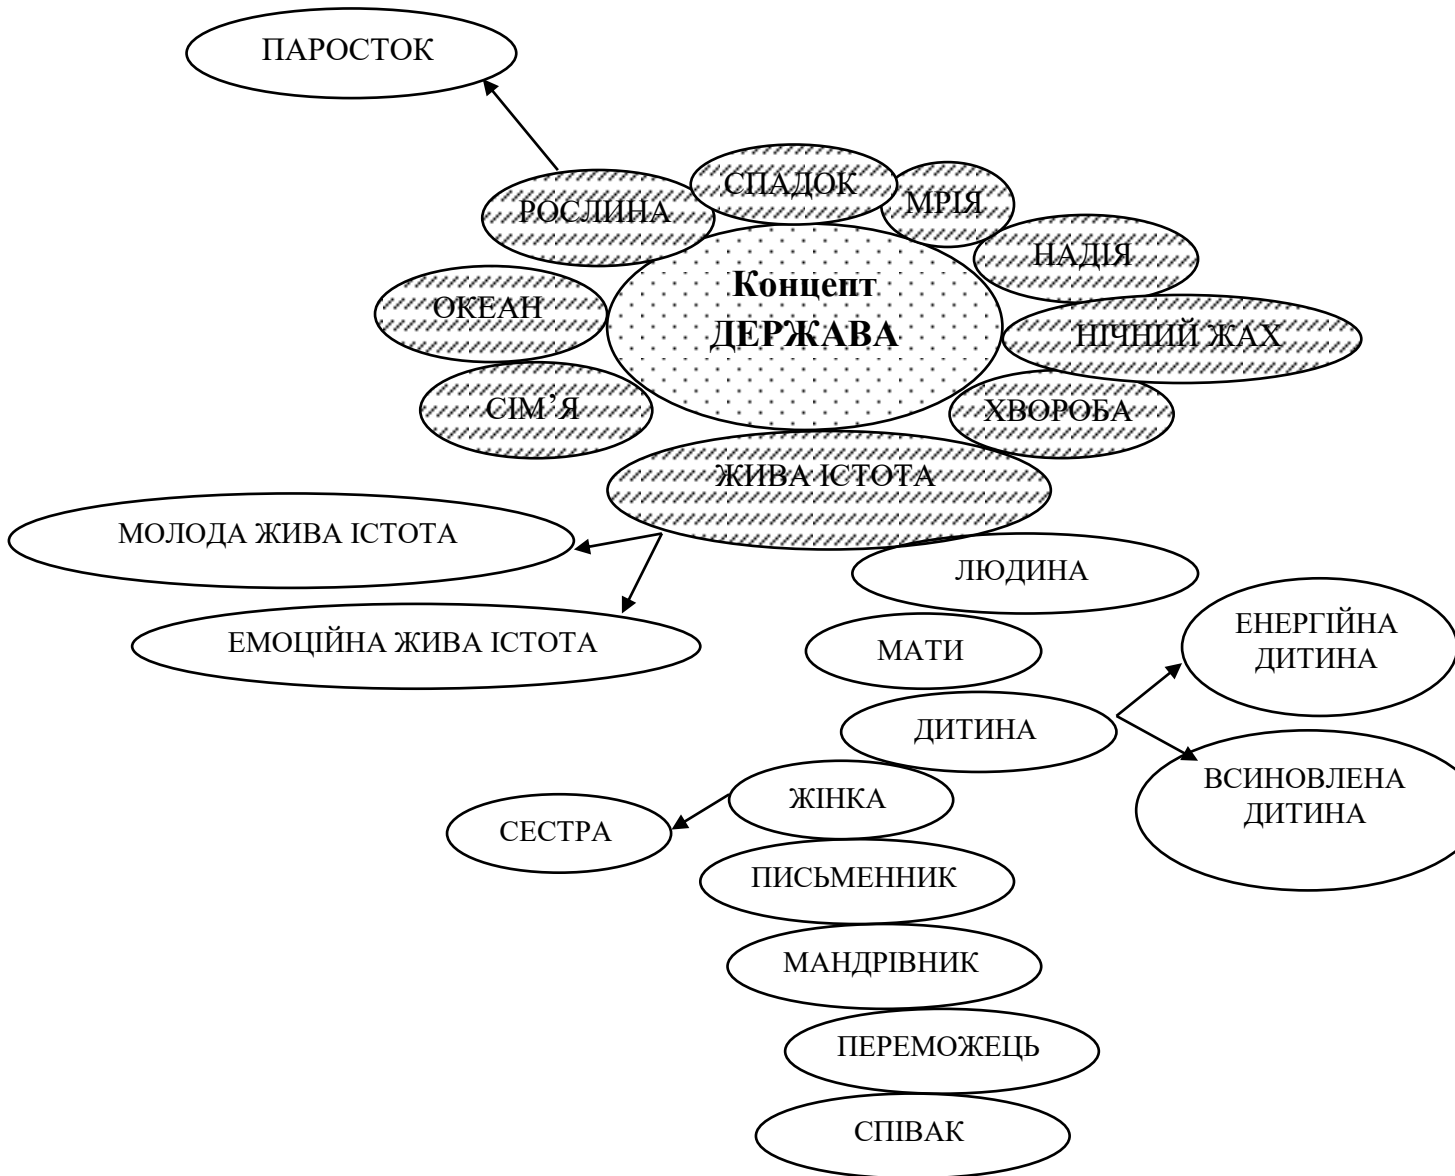 ПАРОСТОК
СПАДОК
МРІЯ
РОСЛИНА
НАДІЯ
Концепт
ДЕРЖАВА
ОКЕАН
НІЧНИЙ ЖАХ
СІМ’Я
ХВОРОБА
ЖИВА ІСТОТА
МОЛОДА ЖИВА ІСТОТА
ЛЮДИНА
ЕМОЦІЙНА ЖИВА ІСТОТА
МАТИ
ЕНЕРГІЙНА
ДИТИНА
ДИТИНА
ВСИНОВЛЕНА
ДИТИНА
ЖІНКА
СЕСТРА
ПИСЬМЕННИК
МАНДРІВНИК
ПЕРЕМОЖЕЦЬ
СПІВАК